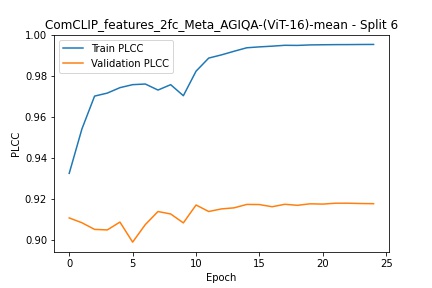 ComCLIP_features_2fc_Meta_AGIQA-(ViT-16)-mean - Split 6
Train PLCC
Validation PLCC
PLCC
1.00
0.98
0.96
0.94
0.92
0.90
0 5 10 15 20 25
Epoch